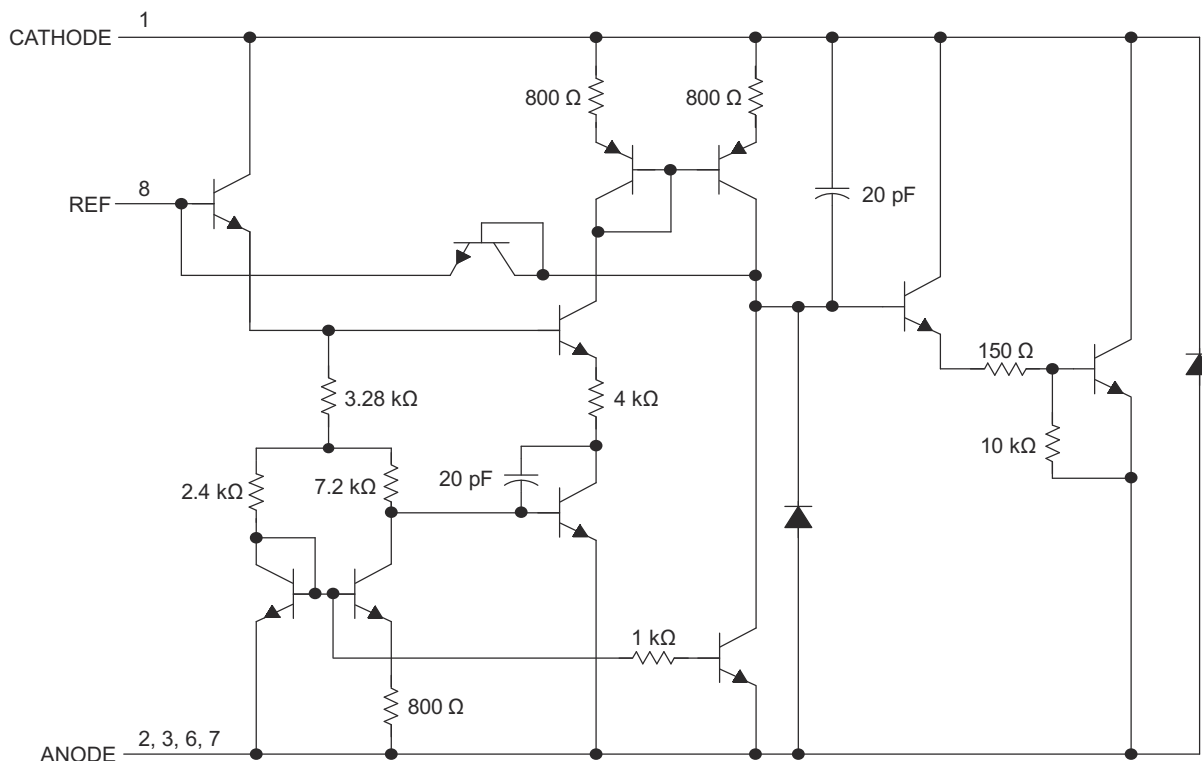 1
CATHODE
800 Ω
800 Ω
8
REF
20 pF
150 Ω
3.28 kΩ
4 kΩ
10 kΩ
2.4 kΩ
7.2 kΩ
20 pF
1 kΩ
800 Ω
2, 3, 6, 7
ANODE